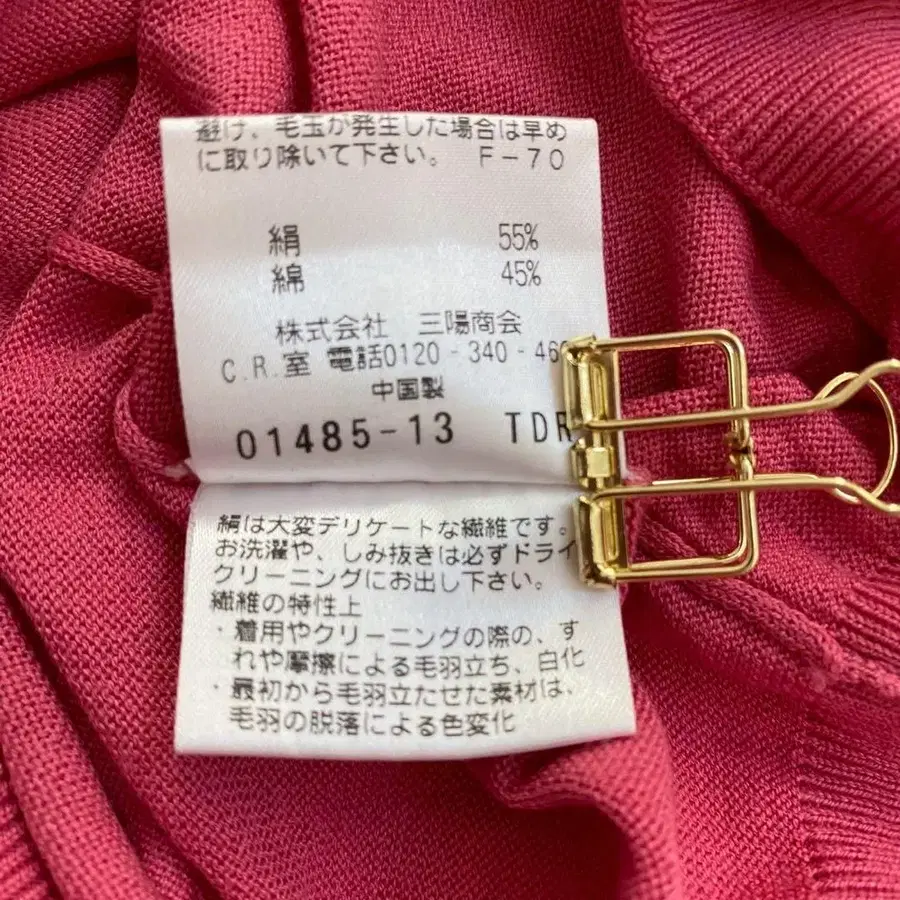 避け、毛玉が発生した場合は早め
に取り除いて下さい。 F-70
絹 55%
綿 45%
株式会社 三陽商会
C.R.室 電話0120-340-46
中国製
01485-13 TDR
絹は大変デリケートな繊維です。
お洗濯や、しみ抜きは必ずドライ
クリーニングにお出し下さい。
繊維の特性上
・着用やクリーニングの際の、す
れや摩擦による毛羽立ち、白化
・最初から毛羽立たせた素材は、
毛羽の脱落による色変化